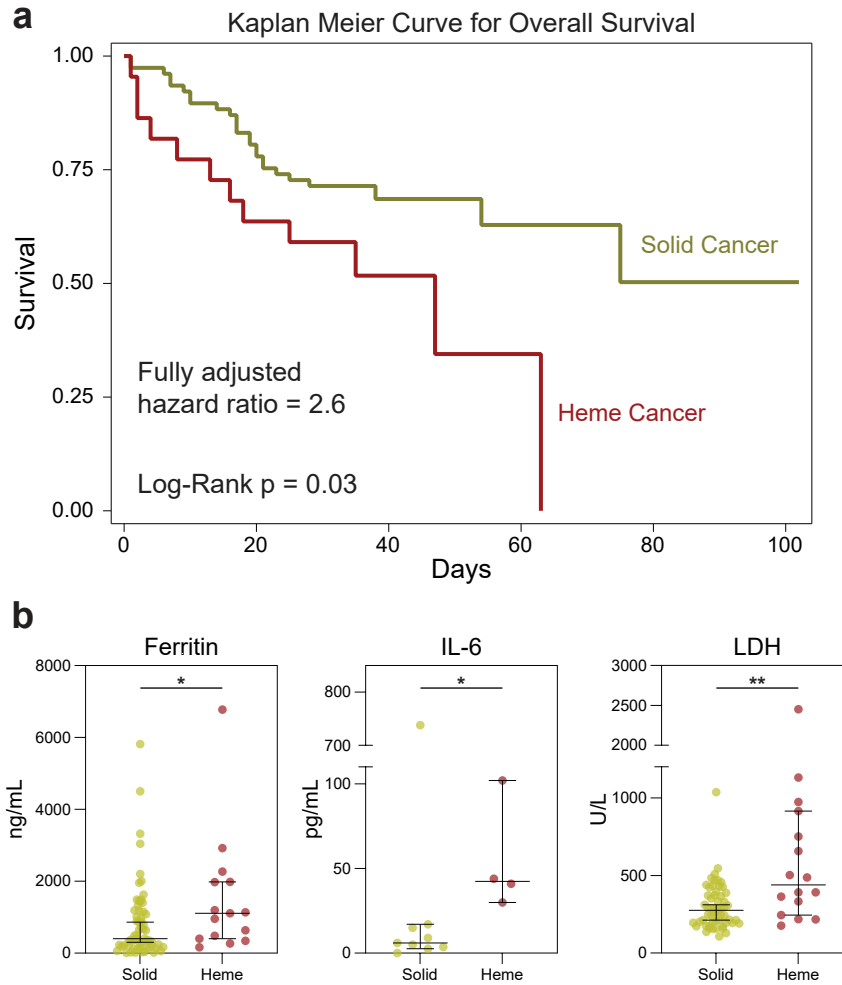 a
Kaplan Meier Curve for Overall Survival
1.00
0.75
0.50
0.25
0.00
Survival
Solid Cancer
Heme Cancer
Fully adjusted
hazard ratio = 2.6
Log-Rank p = 0.03
0 20 40 60 80 100
Days
b
Ferritin
8000
6000
4000
2000
0
ng/mL
*
Solid Heme
IL-6
800
700
100
50
0
pg/mL
*
Solid Heme
LDH
3000
2500
2000
1000
500
0
U/L
**
Solid Heme